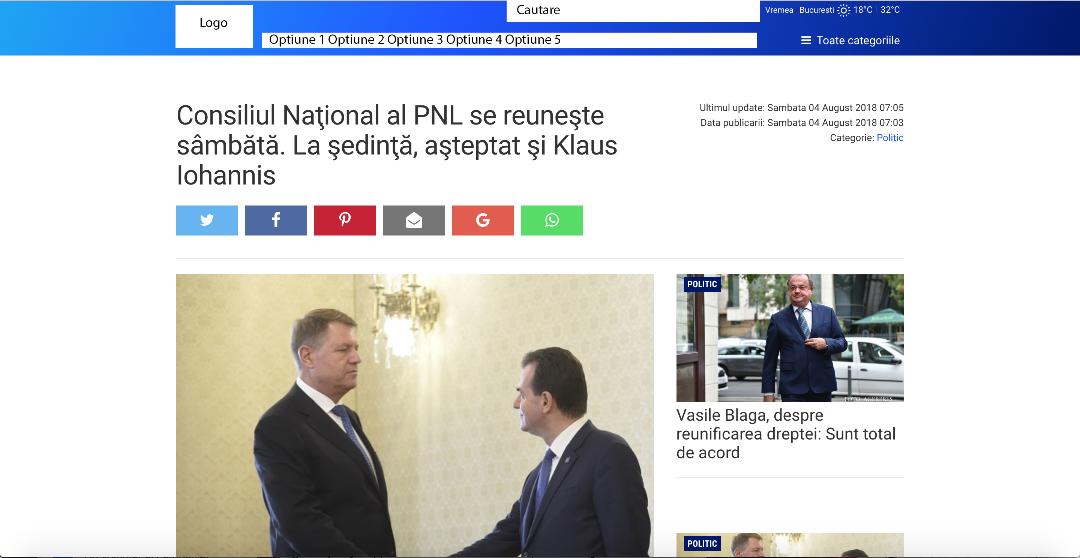 Logo
Cautare
Vremea Bucuresti 18°C | 32°C
Optiune 1 Optiune 2 Optiune 3 Optiune 4 Optiune 5
Toate categoriile
Consiliul Naţional al PNL se reuneşte
sâmbătă. La şedinţă, aşteptat şi Klaus
Iohannis
Ultimul update: Sambata 04 August 2018 07:05
Data publicarii: Sambata 04 August 2018 07:03
Categorie: Politic
POLITIC
Vasile Blaga, despre
reunificarea dreptei: Sunt total
de acord
POLITIC